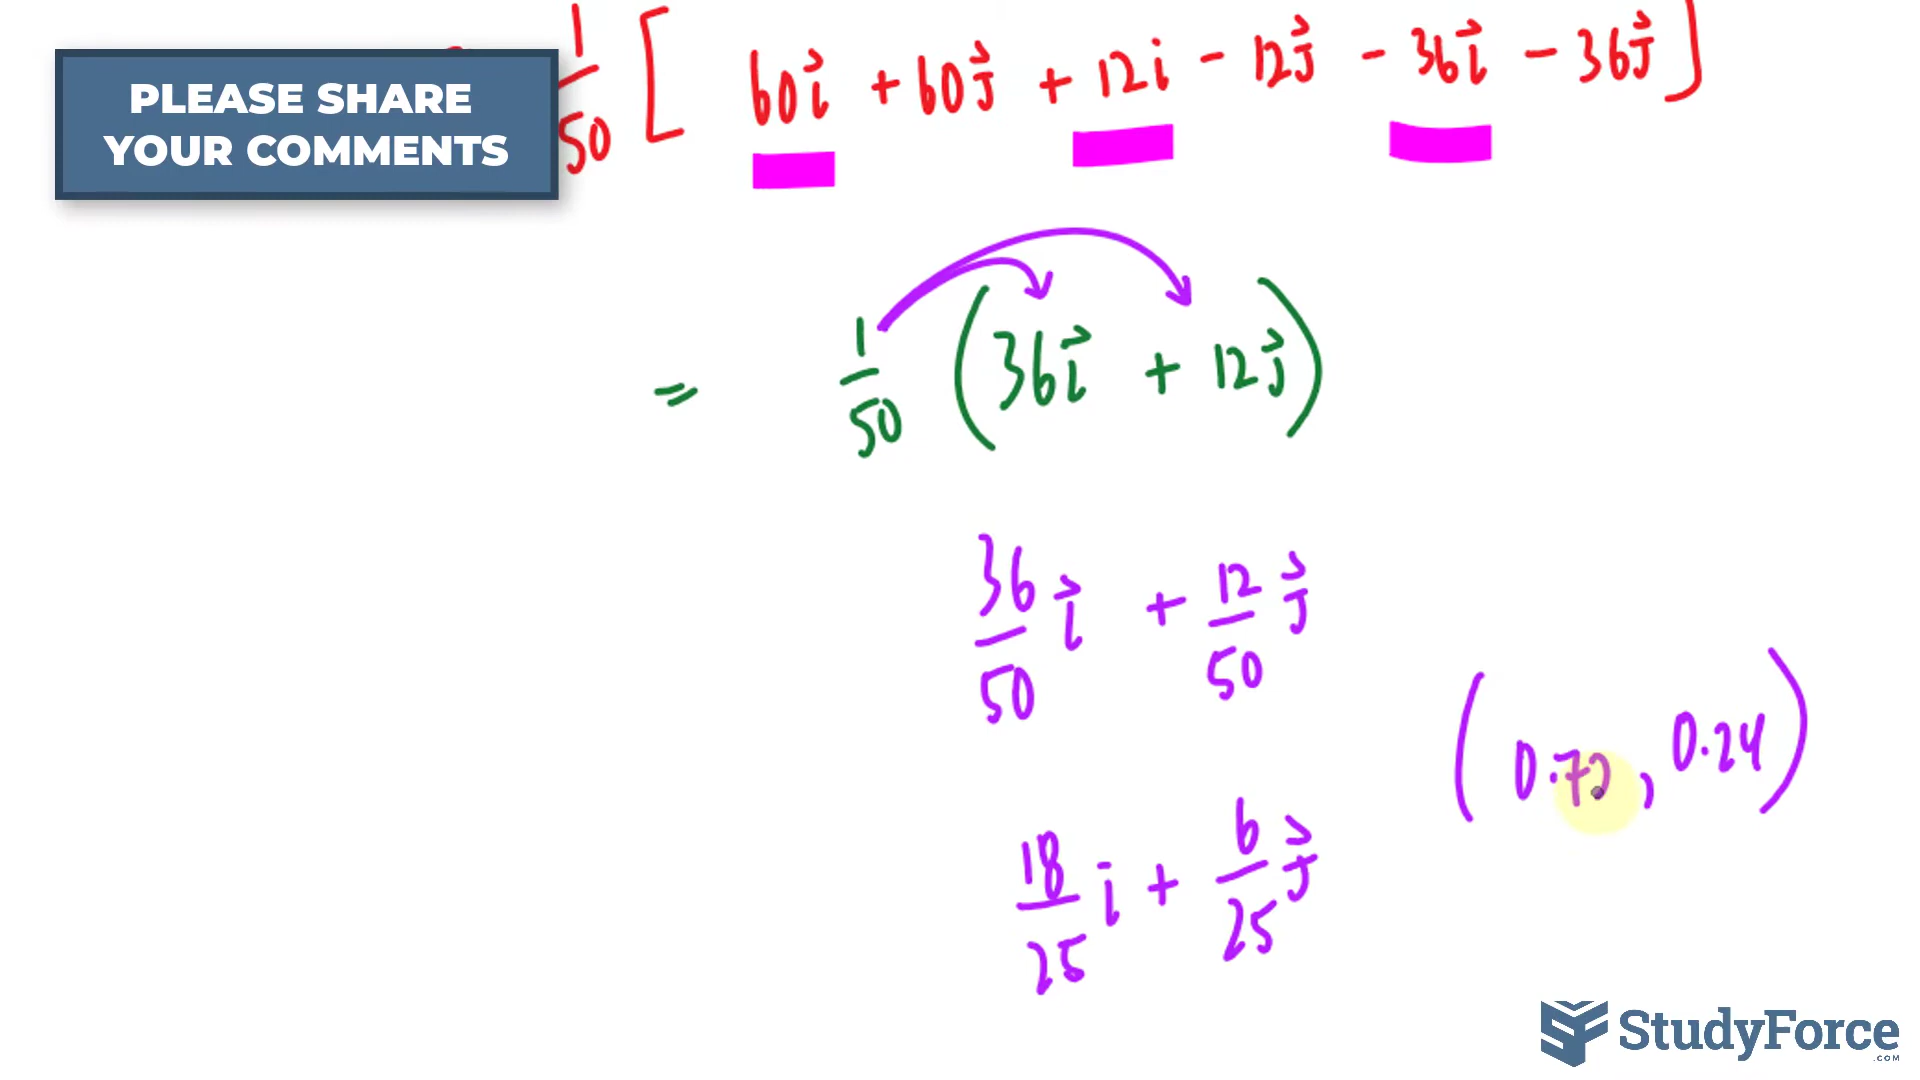 PLEASE SHARE
YOUR COMMENTS
1/50 [ 60i⃗ + 60j⃗ + 12i - 12j⃗ - 36i⃗ - 36j⃗ ]
= 1/50 (36i⃗ + 12j⃗)
36/50 i⃗ + 12/50 j⃗
(0.72, 0.24)
18/25 i + 6/25 j⃗
StudyForce
.COM